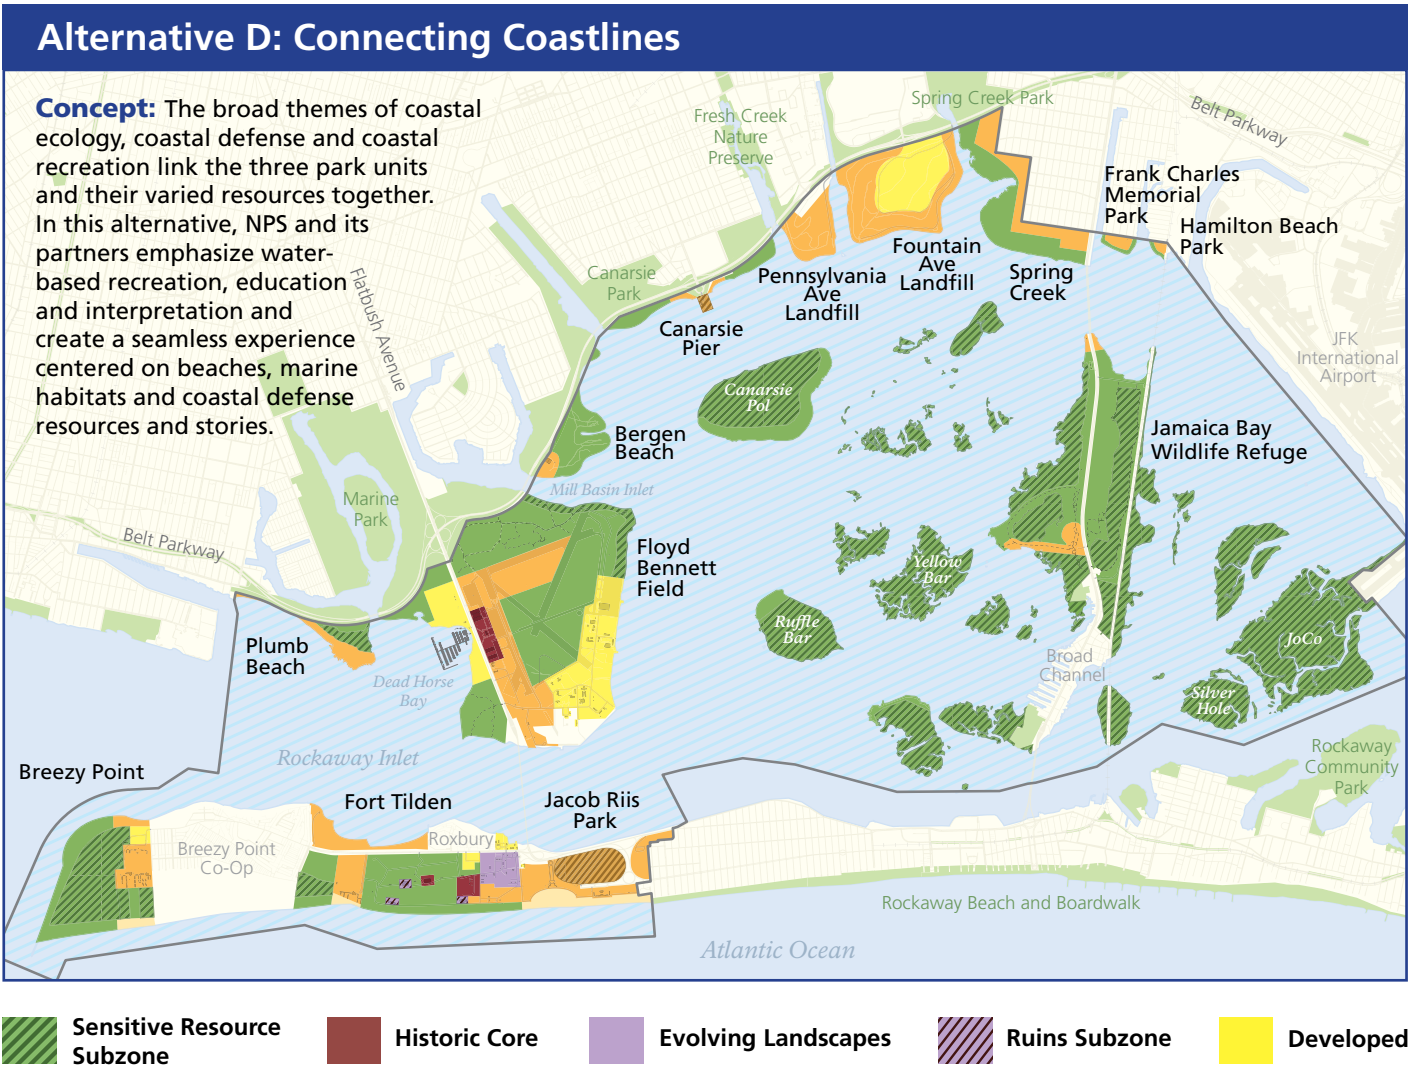 Alternative D: Connecting Coastlines
Concept: The broad themes of coastal
ecology, coastal defense and coastal
recreation link the three park units
and their varied resources together.
In this alternative, NPS and its
partners emphasize water-
based recreation, education
and interpretation and
create a seamless experience
centered on beaches, marine
habitats and coastal defense
resources and stories.
Fresh Creek
Nature
Preserve
Spring Creek Park
Belt Parkway
Frank Charles
Memorial
Park
Hamilton Beach
Park
Flatbush Avenue
Canarsie
Park
Pennsylvania
Ave
Landfill
Fountain
Ave
Landfill
Spring
Creek
Canarsie
Pier
JFK
International
Airport
Canarsie
Pol
Bergen
Beach
Jamaica Bay
Wildlife Refuge
Mill Basin Inlet
Marine
Park
Belt Parkway
Floyd
Bennett
Field
Yellow
Bar
Ruffle
Bar
JoCo
Plumb
Beach
Dead Horse
Bay
Broad
Channel
Silver
Hole
Rockaway Inlet
Rockaway
Community
Park
Breezy Point
Fort Tilden
Jacob Riis
Park
Roxbury
Breezy Point
Co-Op
Rockaway Beach and Boardwalk
Atlantic Ocean
Sensitive Resource
Subzone
Historic Core
Evolving Landscapes
Ruins Subzone
Developed